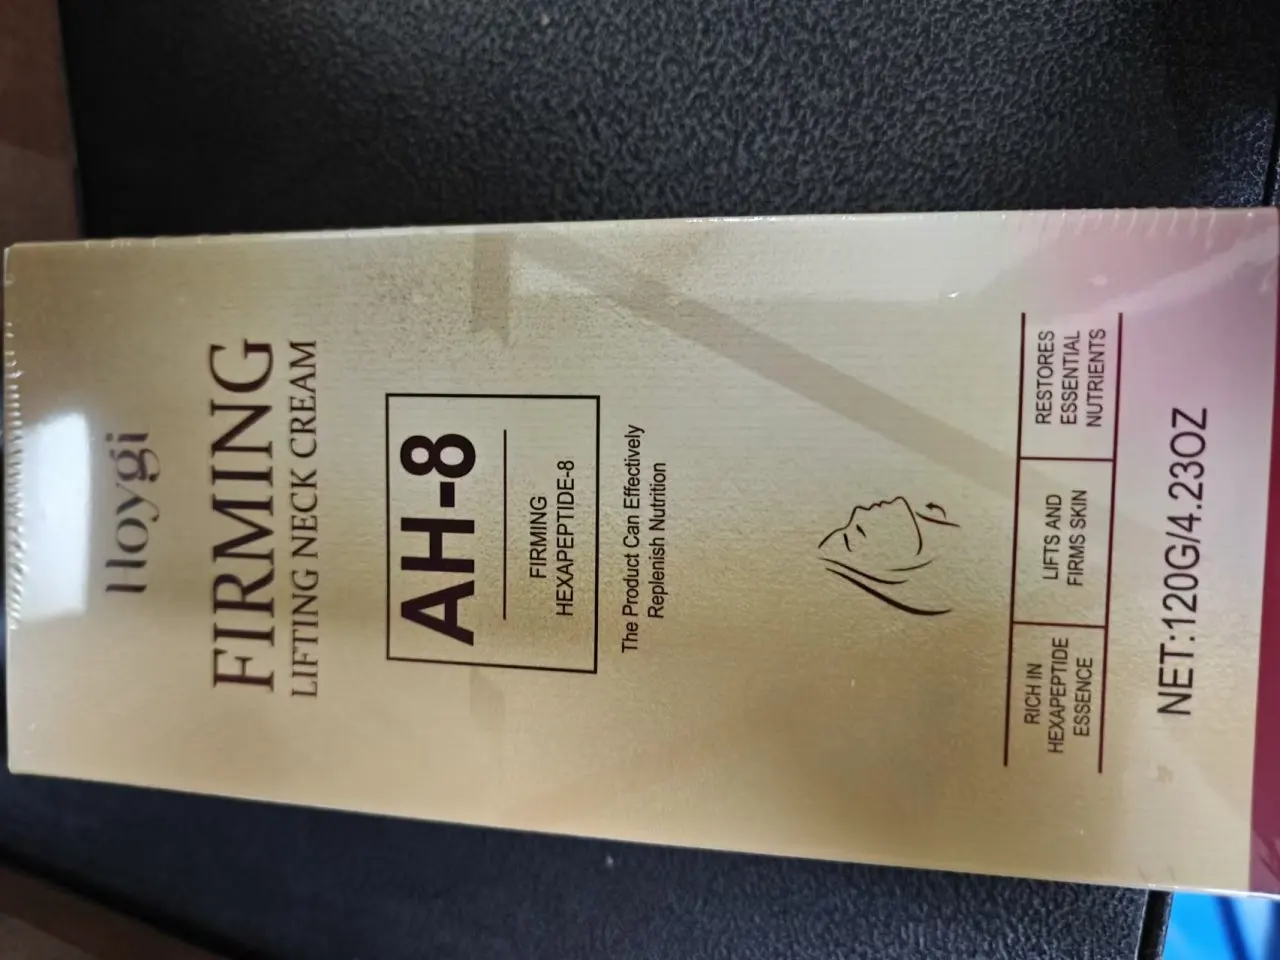 Hoygi
FIRMING
LIFTING NECK CREAM
AH-8
FIRMING
HEXAPEPTIDE-8
The Product Can Effectively
Replenish Nutrition
RICH IN
HEXAPEPTIDE
ESSENCE
LIFTS AND
FIRMS SKIN
RESTORES
ESSENTIAL
NUTRIENTS
NET:120G/4.23OZ